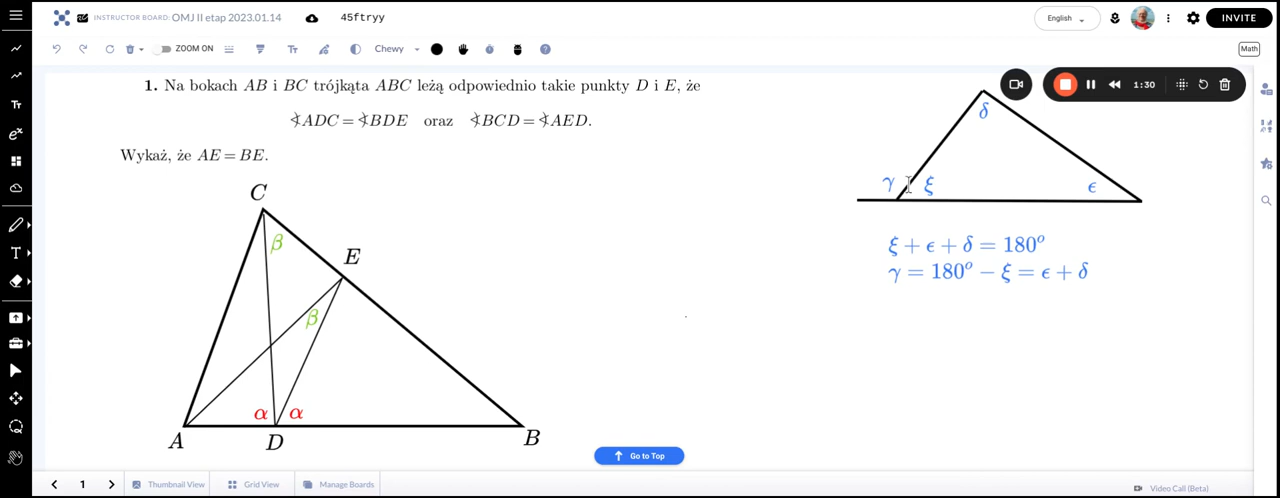 INSTRUCTOR BOARD: OMJ II etap 2023.01.14
45ftryy
English
INVITE
ZOOM ON
Chewy
Math
1:30
1. Na bokach AB i BC trójkąta ABC leżą odpowiednio takie punkty D i E, że
∢ADC = ∢BDE oraz ∢BCD = ∢AED.
Wykaż, że AE = BE.
C
β
E
β
α α
A
D
B
δ
γ ξ ϵ
ξ + ϵ + δ = 180°
γ = 180° − ξ = ϵ + δ
Go to Top
1
Thumbnail View
Grid View
Manage Boards
Video Call (Beta)